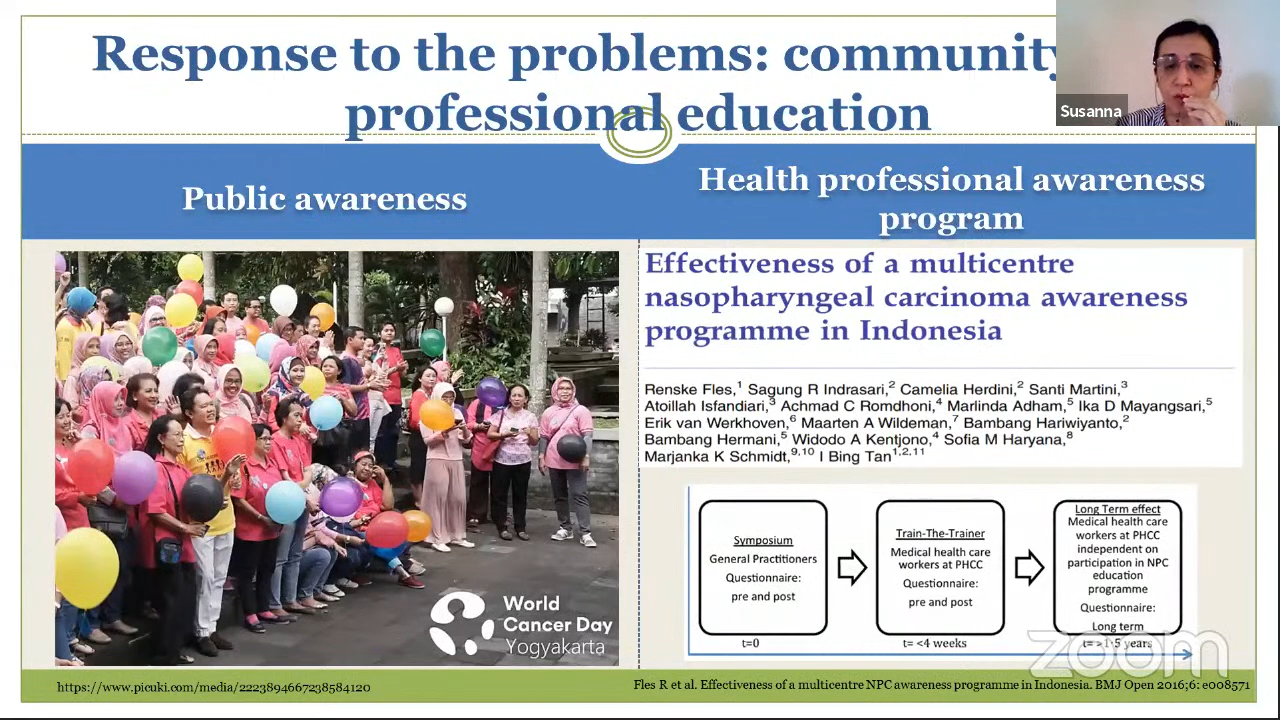 Response to the problems: community
professional education
Susanna
Public awareness
Health professional awareness
program
Effectiveness of a multicentre
nasopharyngeal carcinoma awareness
programme in Indonesia
Renske Fles,1 Sagung R Indrasari,2 Camelia Herdini,2 Santi Martini,3
Atoillah Isfandiari,3 Achmad C Romdhoni,4 Marlinda Adham,5 Ika D Mayangsari,5
Erik van Werkhoven,6 Maarten A Wildeman,7 Bambang Hariwiyanto,2
Bambang Hermani,5 Widodo A Kentjono,4 Sofia M Haryana,8
Marjanka K Schmidt,9,10 I Bing Tan1,2,11
Symposium
General Practitioners
Questionnaire:
pre and post
t=0
Train-The-Trainer
Medical health care
workers at PHCC
Questionnaire:
pre and post
t= <4 weeks
Long Term effect
Medical health care
workers at PHCC
independent on
participation in NPC
education
programme
Questionnaire:
Long term
t= >1-5 years
zoom
World
Cancer Day
Yogyakarta
https://www.picuki.com/media/2223894667238584120
Fles R et al. Effectiveness of a multicentre NPC awareness programme in Indonesia. BMJ Open 2016;6: e008571